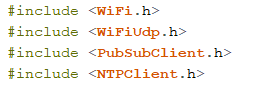 #include <WiFi.h>
#include <WiFiUdp.h>
#include <PubSubClient.h>
#include <NTPClient.h>